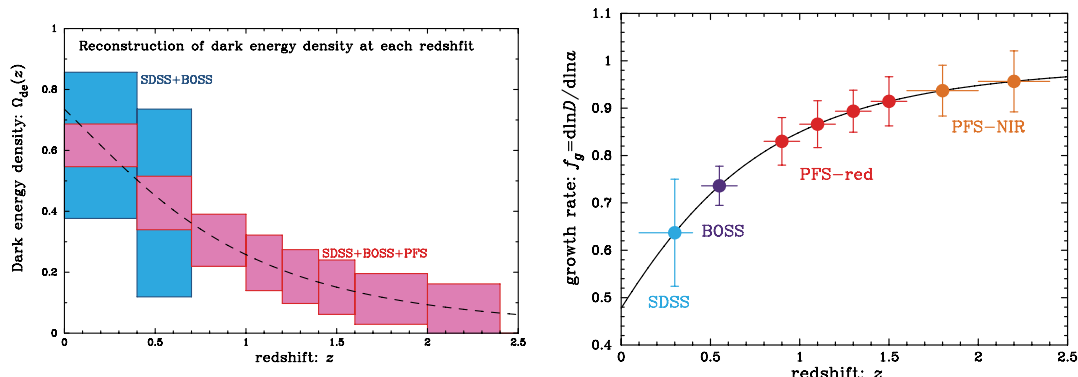 Reconstruction of dark energy density at each redshfit
SDSS+BOSS
SDSS+BOSS+PFS
Dark energy density: Ω_de(z)
1
0.8
0.6
0.4
0.2
0
0 0.5 1 1.5 2 2.5
redshift: z
growth rate: f_g=dlnD/dlna
1.1
1
0.9
0.8
0.7
0.6
0.5
0.4
PFS-NIR
PFS-red
BOSS
SDSS
0 0.5 1 1.5 2 2.5
redshift: z